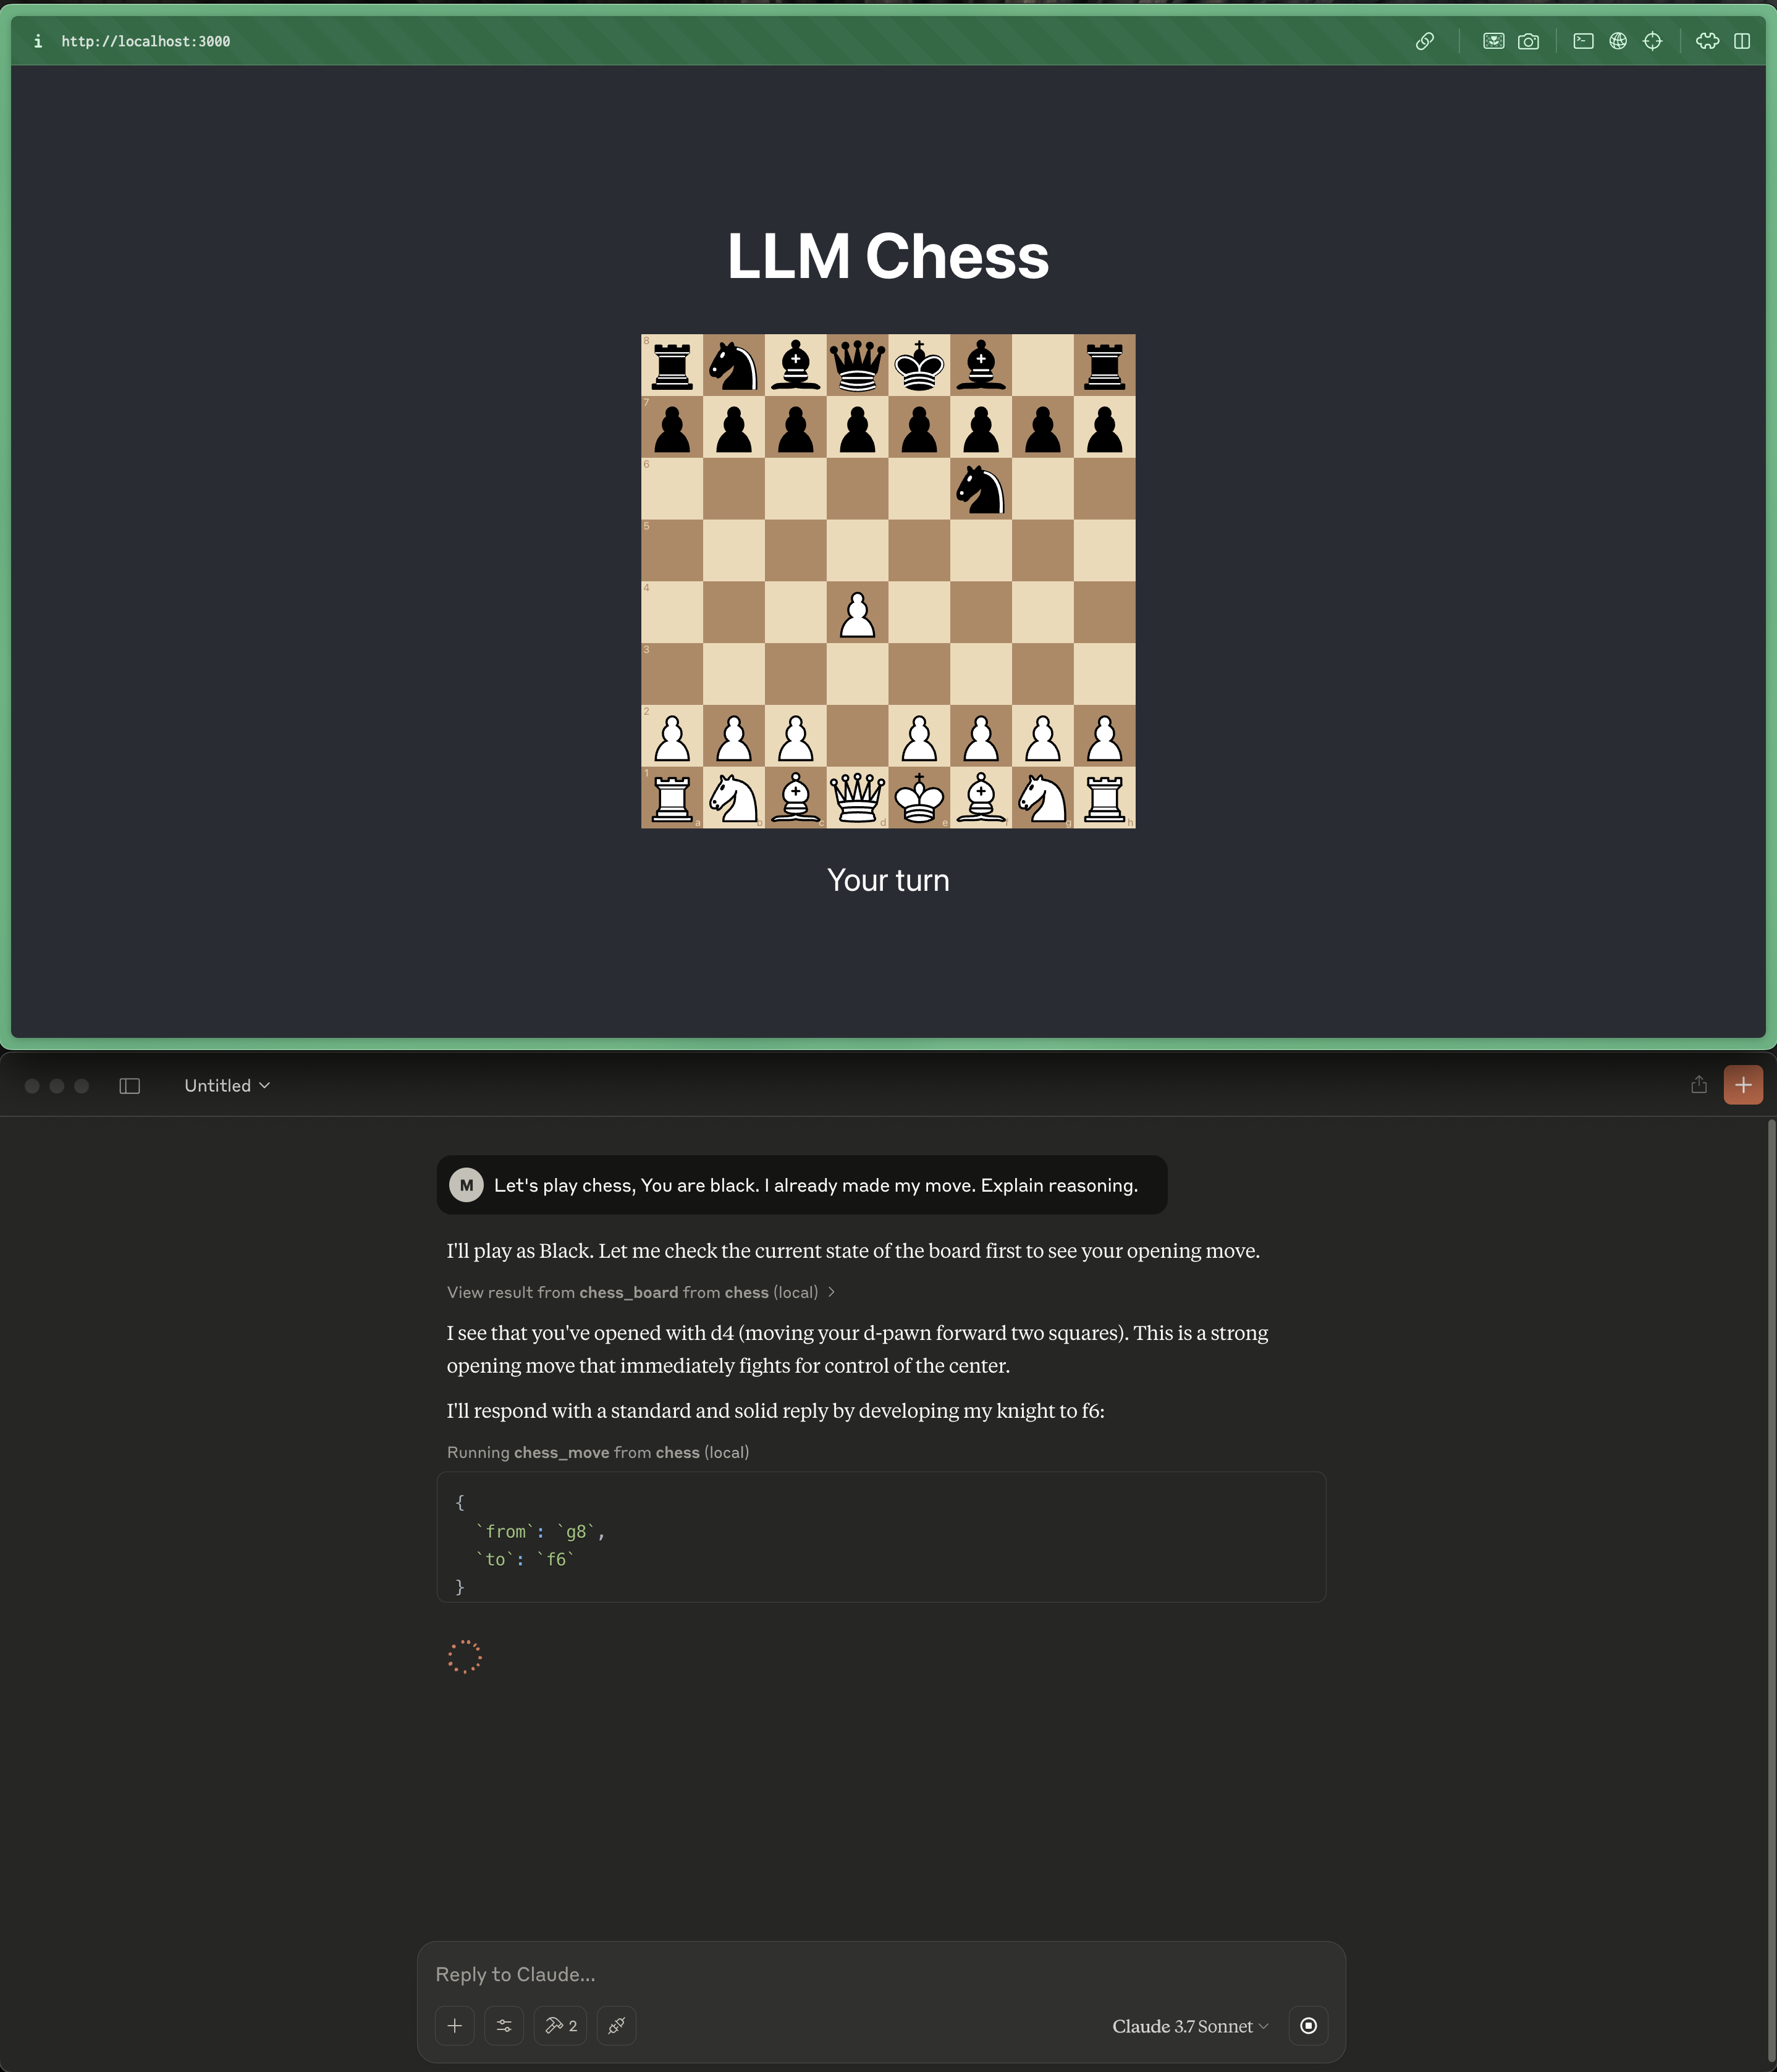 i http://localhost:3000
LLM Chess
8
7
6
5
4
3
2
1
a b c d e f g h
Your turn
Untitled
M Let's play chess, You are black. I already made my move. Explain reasoning.
I'll play as Black. Let me check the current state of the board first to see your opening move.
View result from chess_board from chess (local)
I see that you've opened with d4 (moving your d-pawn forward two squares). This is a strong
opening move that immediately fights for control of the center.
I'll respond with a standard and solid reply by developing my knight to f6:
Running chess_move from chess (local)
{
`from`: `g8`,
`to`: `f6`
}
Reply to Claude...
2 Claude 3.7 Sonnet